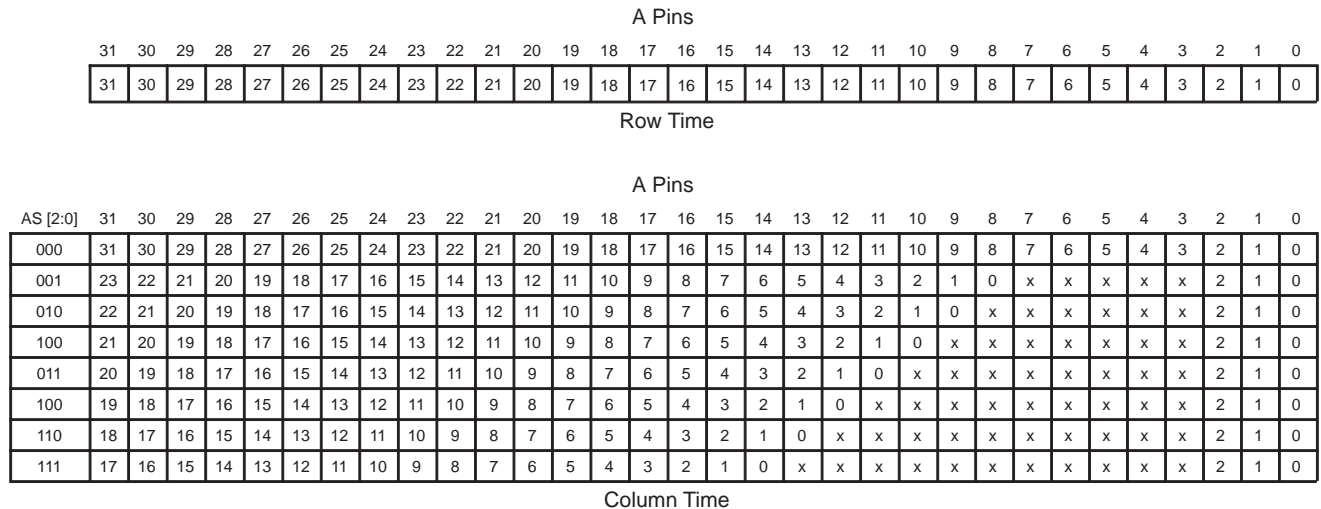 A Pins
31 30 29 28 27 26 25 24 23 22 21 20 19 18 17 16 15 14 13 12 11 10 9 8 7 6 5 4 3 2 1 0
31 30 29 28 27 26 25 24 23 22 21 20 19 18 17 16 15 14 13 12 11 10 9 8 7 6 5 4 3 2 1 0
Row Time
A Pins
AS [2:0] 31 30 29 28 27 26 25 24 23 22 21 20 19 18 17 16 15 14 13 12 11 10 9 8 7 6 5 4 3 2 1 0
000 31 30 29 28 27 26 25 24 23 22 21 20 19 18 17 16 15 14 13 12 11 10 9 8 7 6 5 4 3 2 1 0
001 23 22 21 20 19 18 17 16 15 14 13 12 11 10 9 8 7 6 5 4 3 2 1 0 x x x x x 2 1 0
010 22 21 20 19 18 17 16 15 14 13 12 11 10 9 8 7 6 5 4 3 2 1 0 x x x x x x 2 1 0
100 21 20 19 18 17 16 15 14 13 12 11 10 9 8 7 6 5 4 3 2 1 0 x x x x x x x 2 1 0
011 20 19 18 17 16 15 14 13 12 11 10 9 8 7 6 5 4 3 2 1 0 x x x x x x x x 2 1 0
100 19 18 17 16 15 14 13 12 11 10 9 8 7 6 5 4 3 2 1 0 x x x x x x x x x 2 1 0
110 18 17 16 15 14 13 12 11 10 9 8 7 6 5 4 3 2 1 0 x x x x x x x x x x 2 1 0
111 17 16 15 14 13 12 11 10 9 8 7 6 5 4 3 2 1 0 x x x x x x x x x x x 2 1 0
Column Time